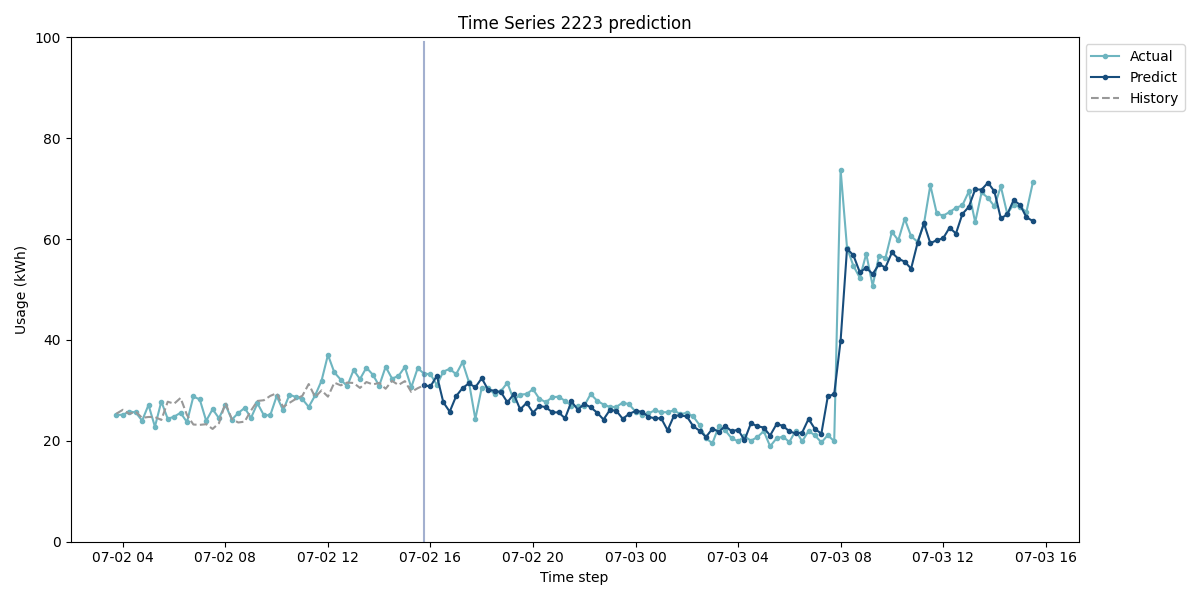 Time Series 2223 prediction
100
80
60
40
20
0
Usage (kWh)
07-02 04
07-02 08
07-02 12
07-02 16
07-02 20
07-03 00
07-03 04
07-03 08
07-03 12
07-03 16
Time step
Actual
Predict
History